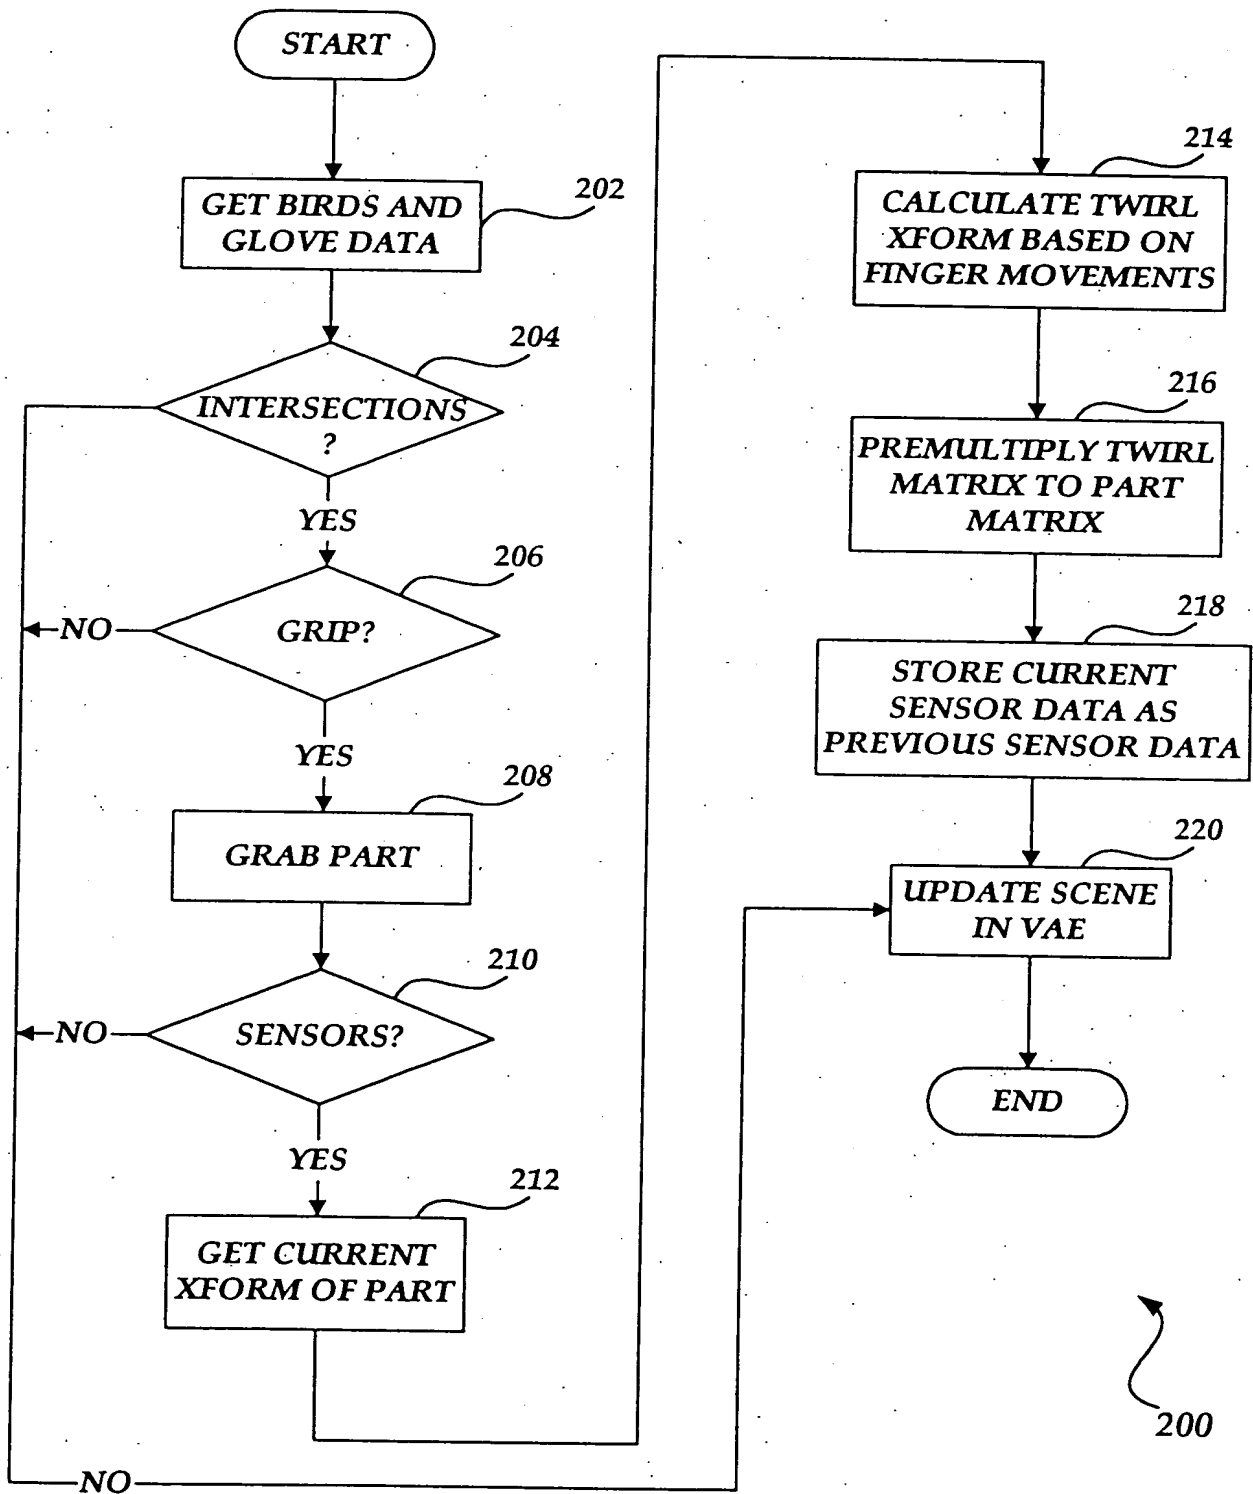 START
GET BIRDS AND
GLOVE DATA
202
INTERSECTIONS
?
204
YES
GRIP?
206
NO
YES
GRAB PART
208
SENSORS?
210
NO
YES
GET CURRENT
XFORM OF PART
212
NO
CALCULATE TWIRL
XFORM BASED ON
FINGER MOVEMENTS
214
PREMULTIPLY TWIRL
MATRIX TO PART
MATRIX
216
STORE CURRENT
SENSOR DATA AS
PREVIOUS SENSOR DATA
218
UPDATE SCENE
IN VAE
220
END
200